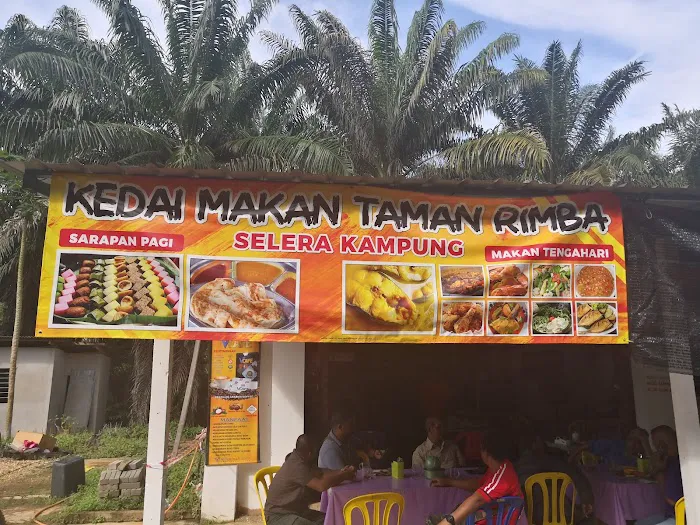 KEDAI MAKAN TAMAN RIMBA
SARAPAN PAGI
SELERA KAMPUNG
MAKAN TENGAHARI